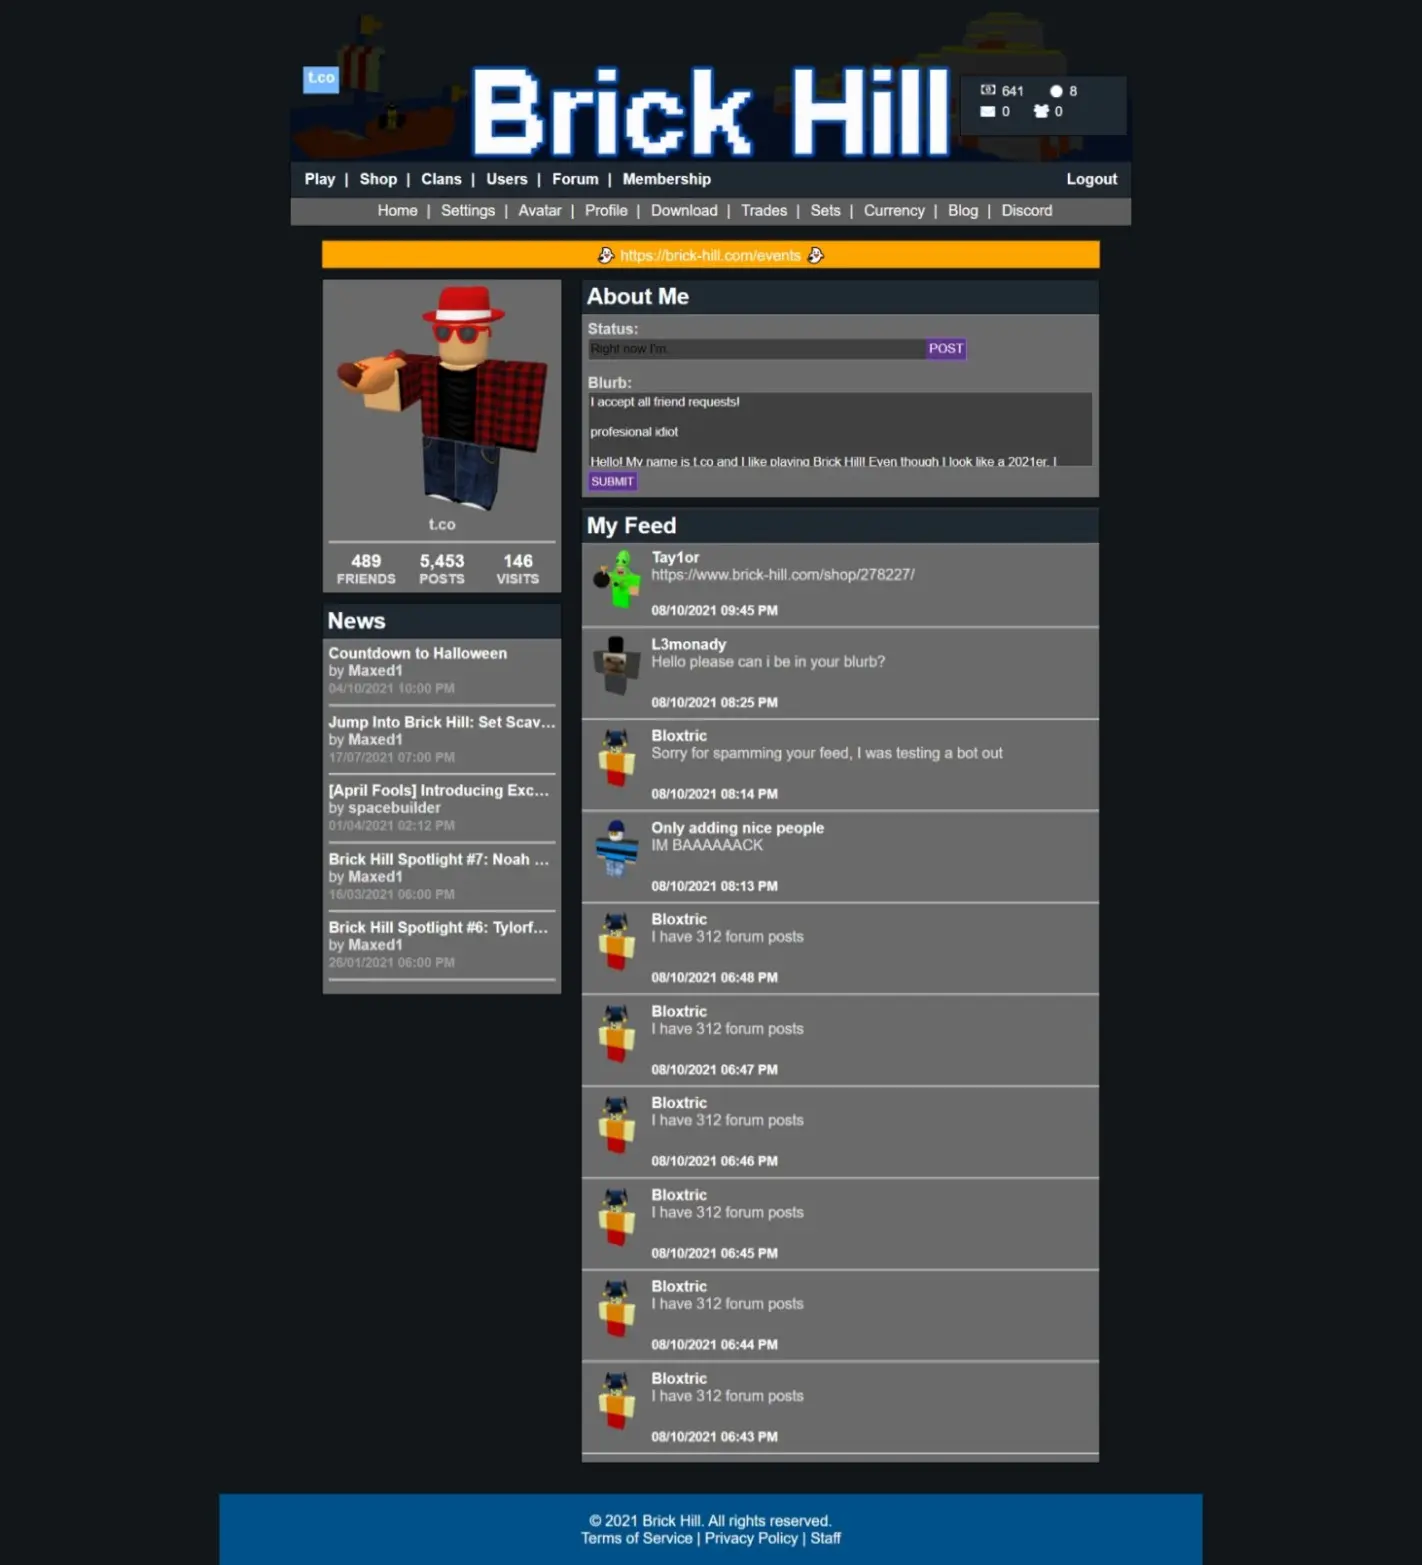 t.co
Brick Hill
641 8
0 0
Play | Shop | Clans | Users | Forum | Membership
Logout
Home | Settings | Avatar | Profile | Download | Trades | Sets | Currency | Blog | Discord
https://brick-hill.com/events
t.co
489 5,453 146
FRIENDS POSTS VISITS
News
Countdown to Halloween
by Maxed1
04/10/2021 10:00 PM
Jump Into Brick Hill: Set Scav...
by Maxed1
17/07/2021 07:00 PM
[April Fools] Introducing Exc...
by spacebuilder
01/04/2021 02:12 PM
Brick Hill Spotlight #7: Noah ...
by Maxed1
16/03/2021 06:00 PM
Brick Hill Spotlight #6: Tylorf...
by Maxed1
26/01/2021 06:00 PM
About Me
Status:
Right now I'm...
POST
Blurb:
I accept all friend requests!
profesional idiot
Hello! My name is t.co and I like playing Brick Hill! Even though I look like a 2021er, I
SUBMIT
My Feed
Tay1or
https://www.brick-hill.com/shop/278227/
08/10/2021 09:45 PM
L3monady
Hello please can i be in your blurb?
08/10/2021 08:25 PM
Bloxtric
Sorry for spamming your feed, I was testing a bot out
08/10/2021 08:14 PM
Only adding nice people
IM BAAAAAACK
08/10/2021 08:13 PM
Bloxtric
I have 312 forum posts
08/10/2021 06:48 PM
Bloxtric
I have 312 forum posts
08/10/2021 06:47 PM
Bloxtric
I have 312 forum posts
08/10/2021 06:46 PM
Bloxtric
I have 312 forum posts
08/10/2021 06:45 PM
Bloxtric
I have 312 forum posts
08/10/2021 06:44 PM
Bloxtric
I have 312 forum posts
08/10/2021 06:43 PM
© 2021 Brick Hill. All rights reserved.
Terms of Service | Privacy Policy | Staff